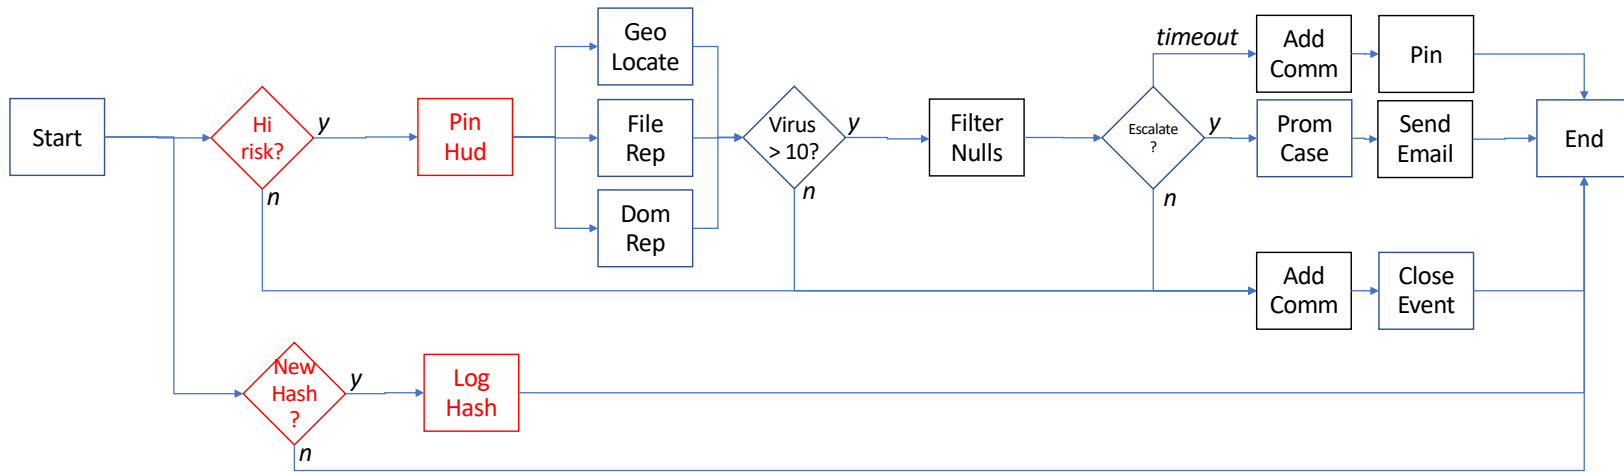 Start
Hi
risk?
y
n
Pin
Hud
Geo
Locate
File
Rep
Dom
Rep
Virus
> 10?
y
n
Filter
Nulls
Escalate
?
timeout
y
n
Add
Comm
Pin
Prom
Case
Send
Email
End
Add
Comm
Close
Event
New
Hash
?
y
n
Log
Hash